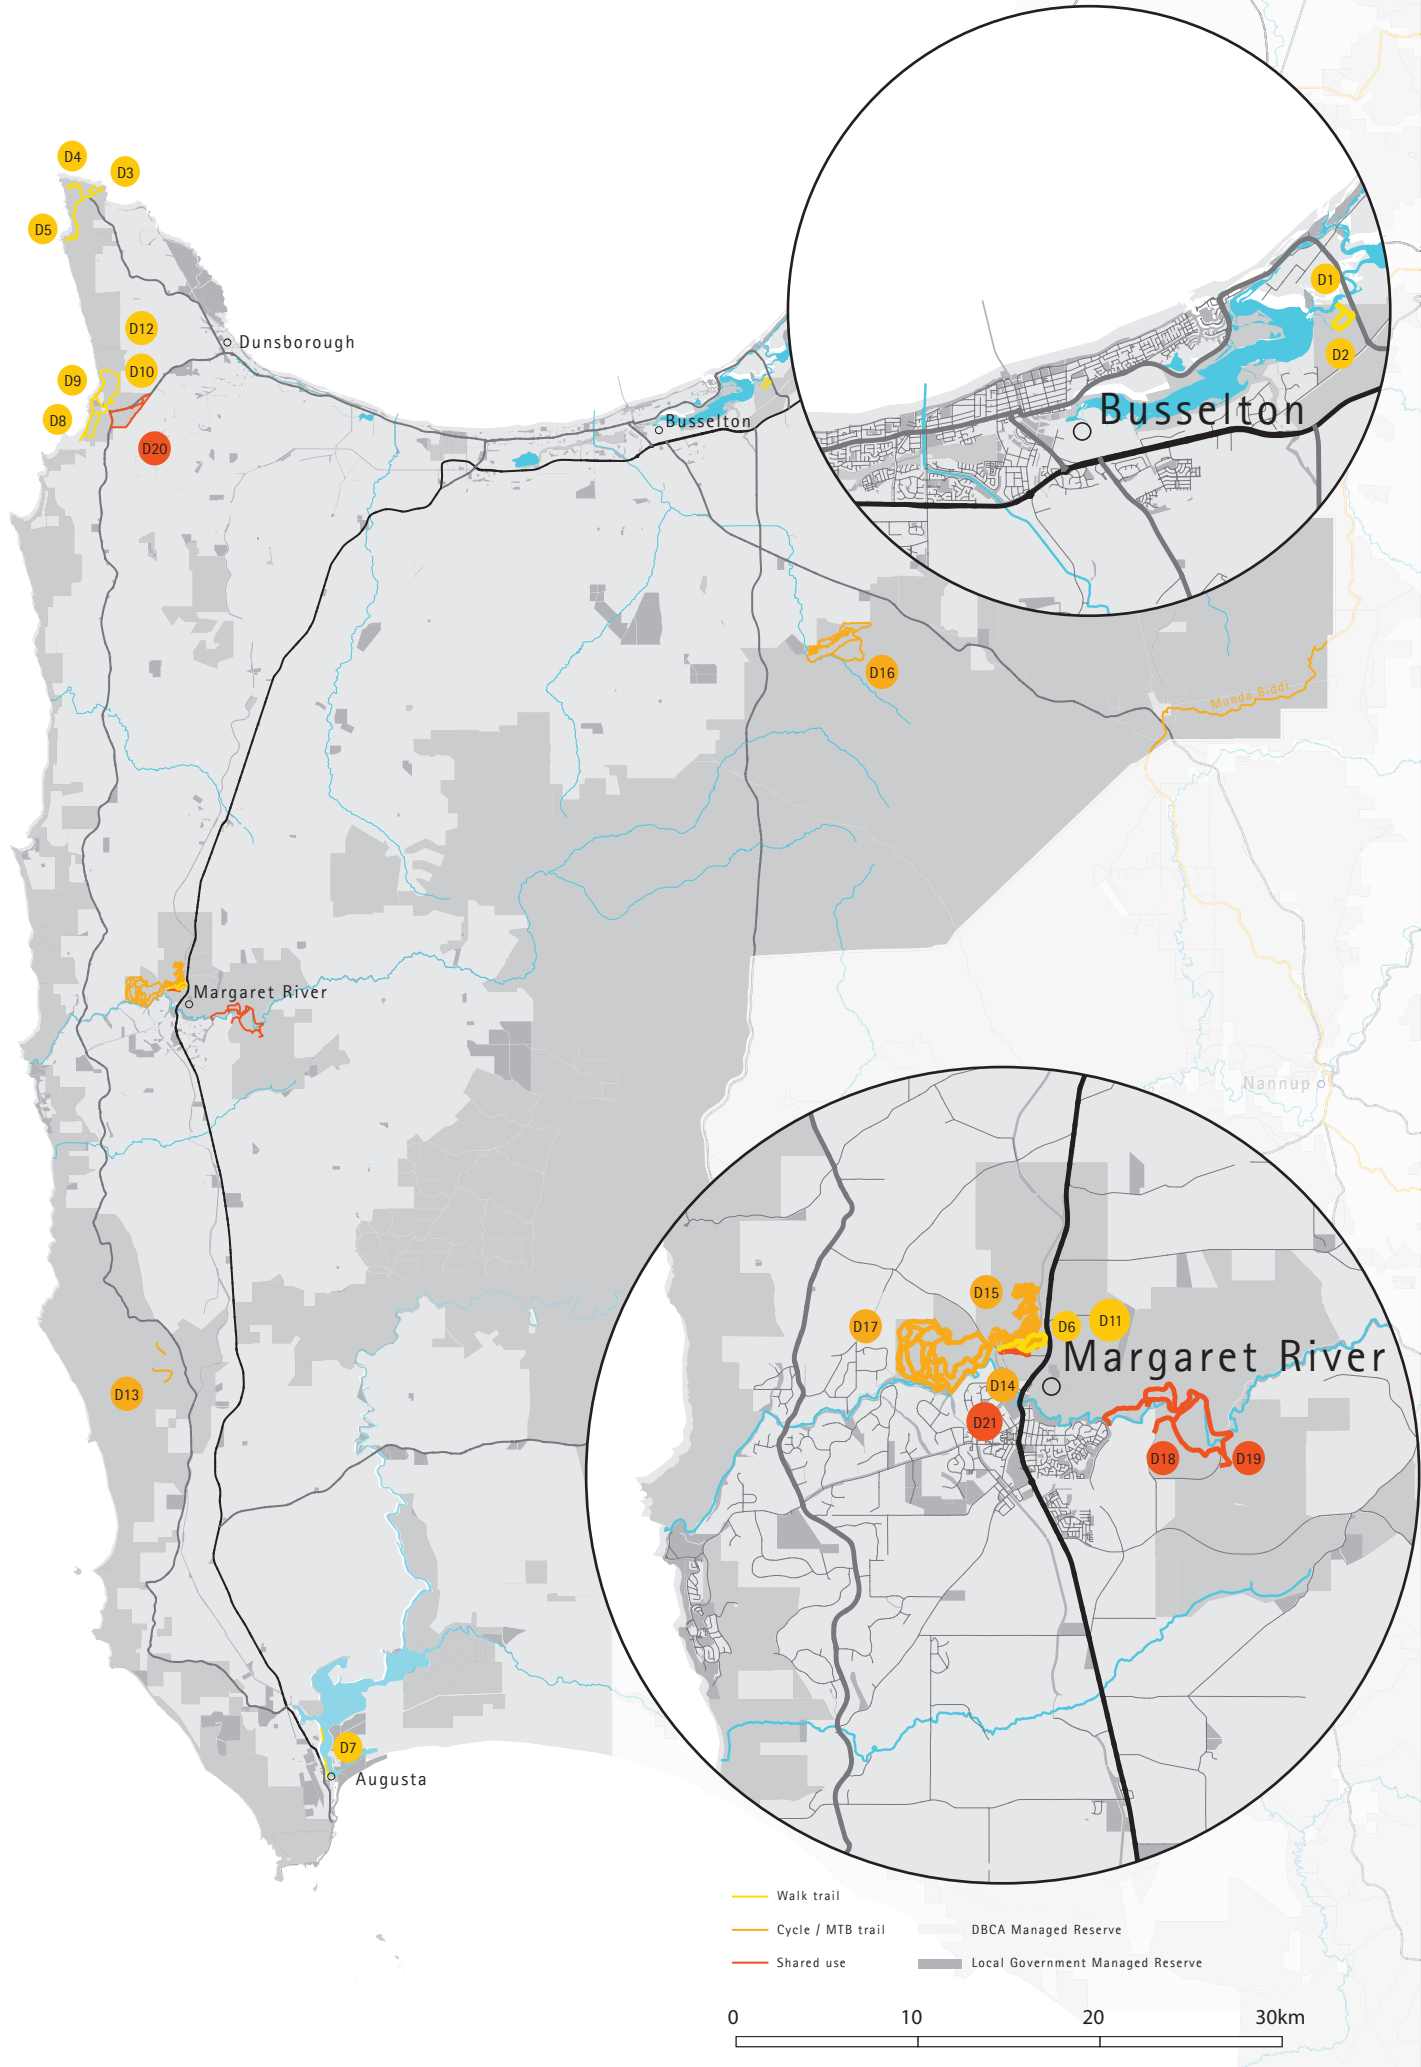 D4
D3
D5
D1
D12
D2
Dunsborough
D10
D9
D8
Busselton
Busselton
D20
D16
Munda Biddi
Margaret River
Nannup
D15
D17
D6
D11
Margaret River
D14
D13
D21
D18
D19
D7
Augusta
Walk trail
Cycle / MTB trail
DBCA Managed Reserve
Shared use
Local Government Managed Reserve
0 10 20 30km